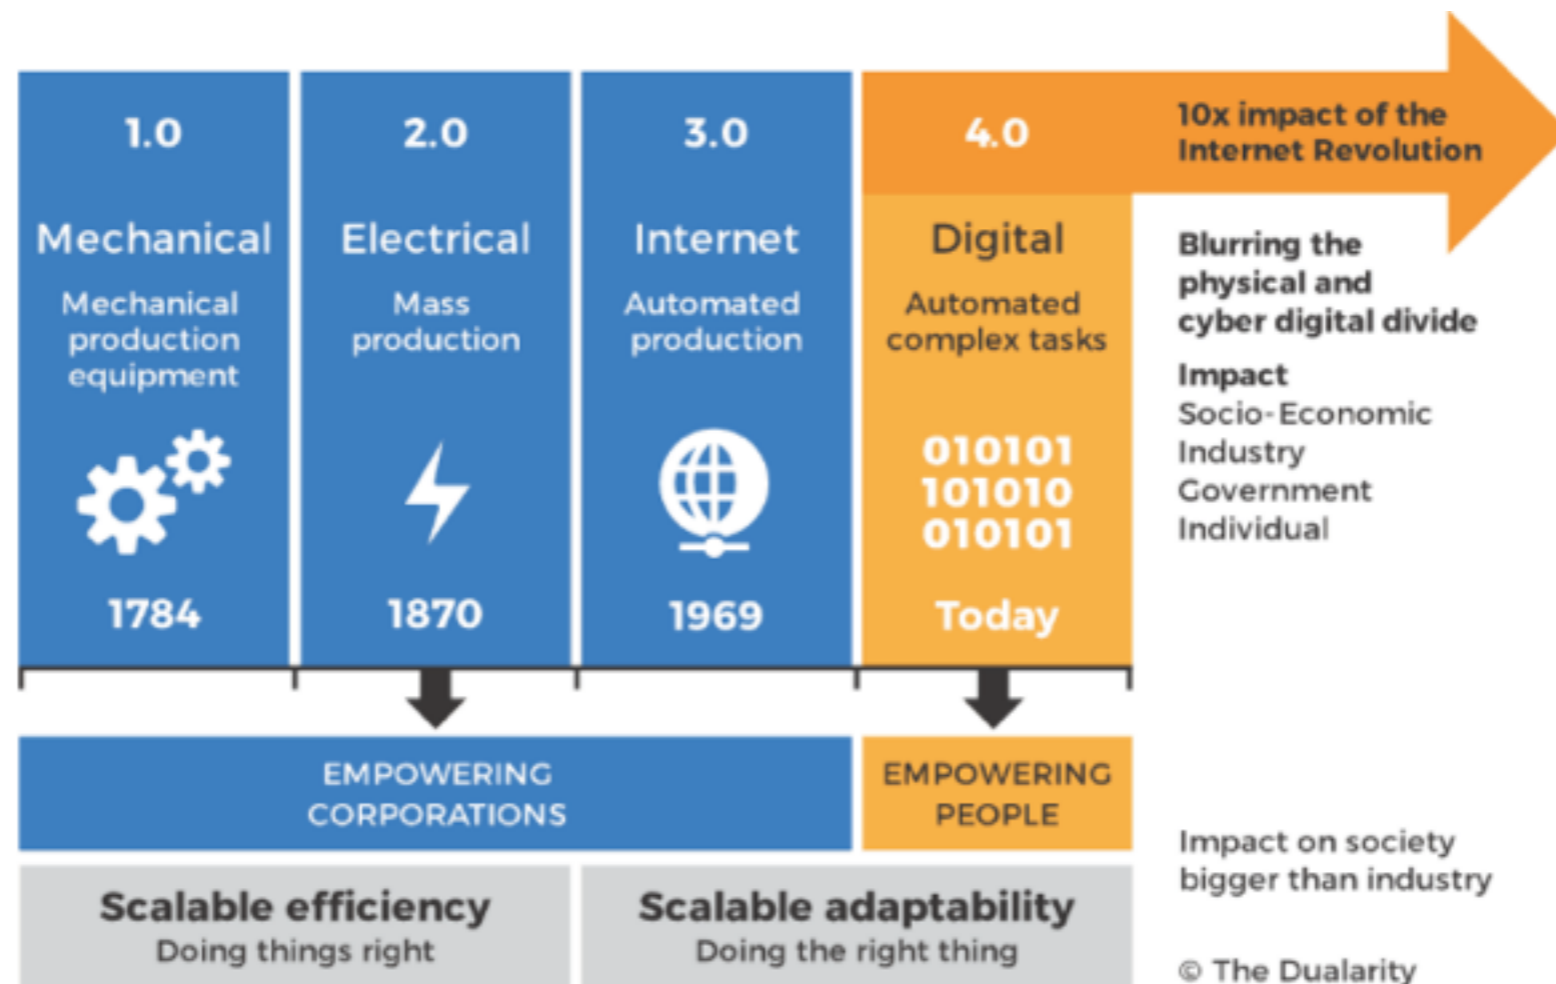 1.0
Mechanical
Mechanical
production
equipment
1784
2.0
Electrical
Mass
production
1870
3.0
Internet
Automated
production
1969
4.0
Digital
Automated
complex tasks
010101
101010
010101
Today
10x impact of the
Internet Revolution
Blurring the
physical and
cyber digital divide
Impact
Socio-Economic
Industry
Government
Individual
EMPOWERING
CORPORATIONS
EMPOWERING
PEOPLE
Scalable efficiency
Doing things right
Scalable adaptability
Doing the right thing
Impact on society
bigger than industry
© The Dualarity